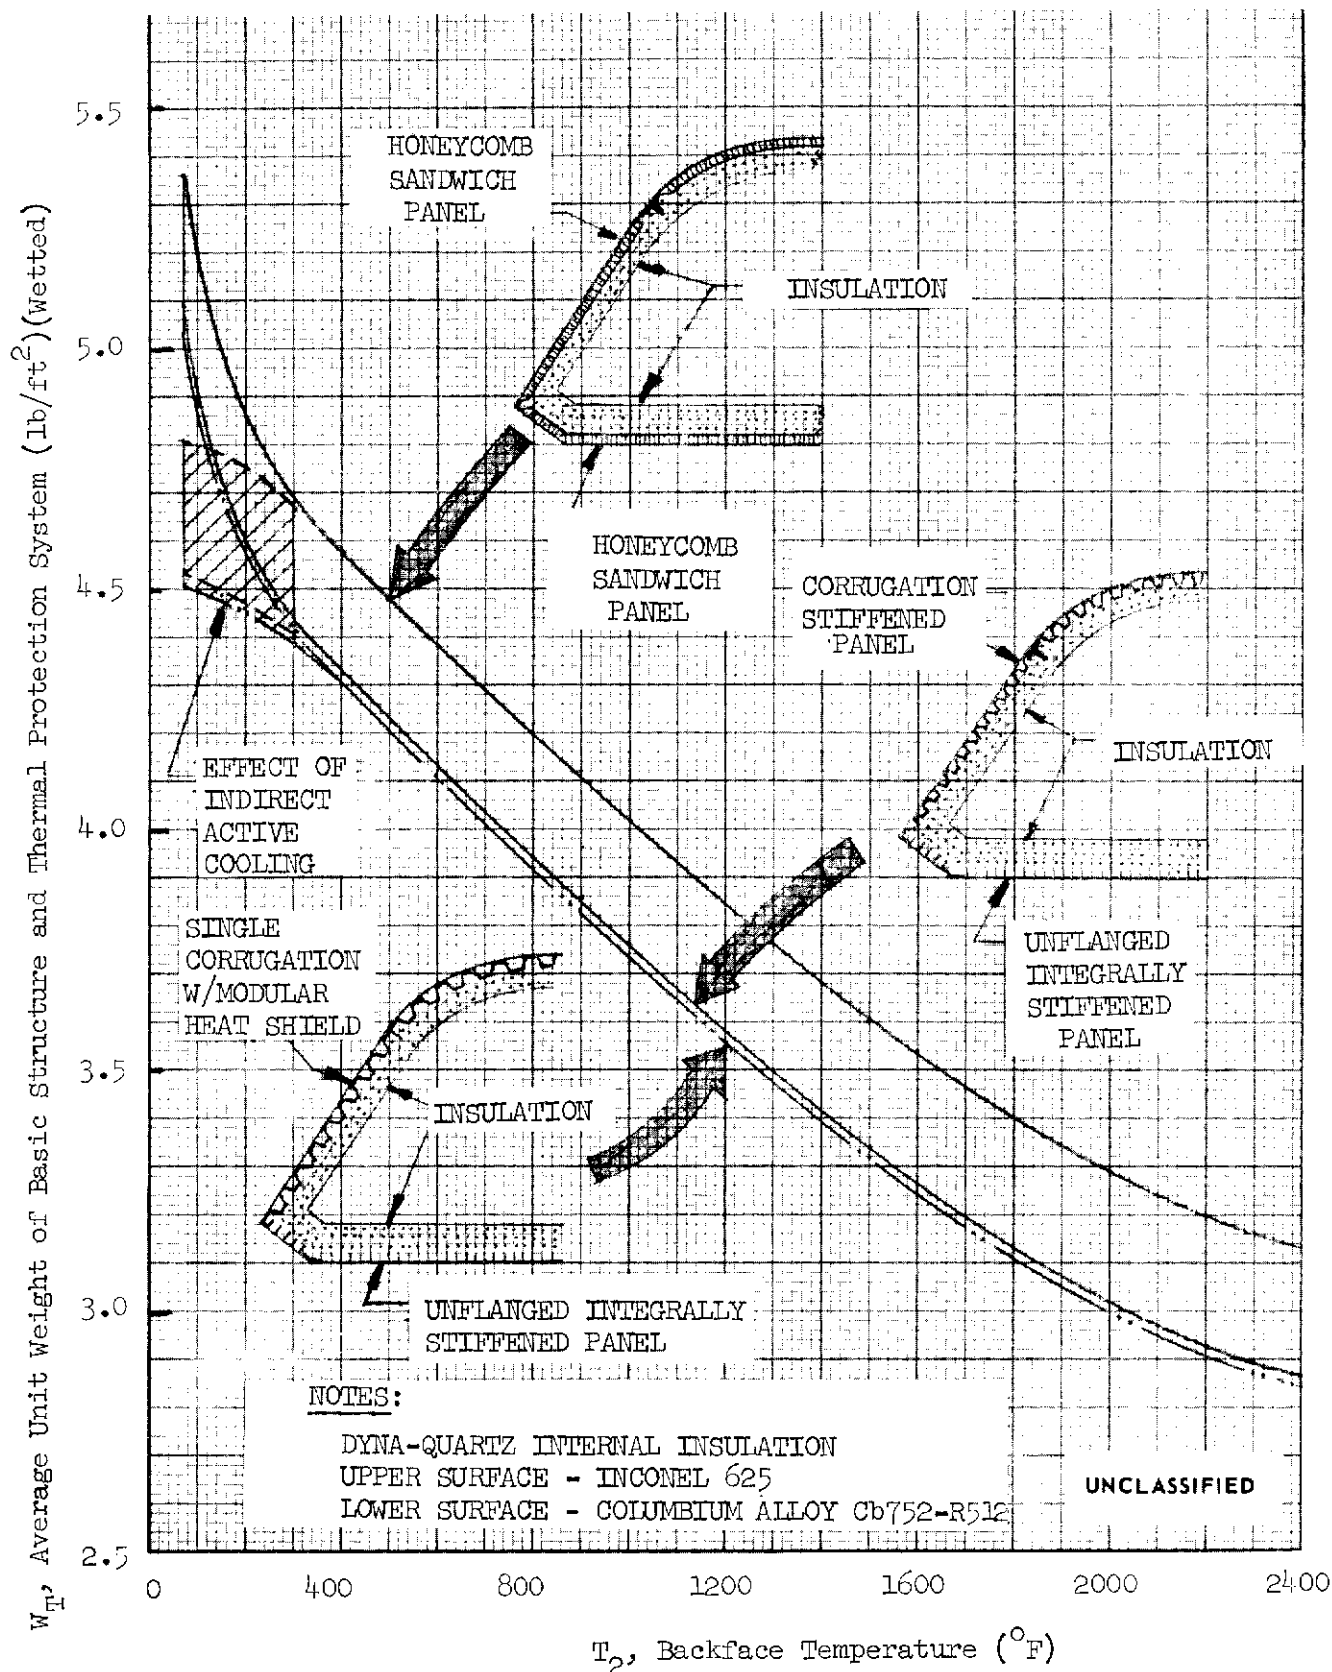 5.5
HONEYCOMB
SANDWICH
PANEL
INSULATION
5.0
HONEYCOMB
SANDWICH
PANEL
4.5
CORRUGATION
STIFFENED
PANEL
INSULATION
EFFECT OF
INDIRECT
ACTIVE
COOLING
4.0
SINGLE
CORRUGATION
W/MODULAR
HEAT SHIELD
UNFLANGED
INTEGRALLY
STIFFENED
PANEL
3.5
INSULATION
3.0
UNFLANGED INTEGRALLY
STIFFENED PANEL
NOTES:
DYNA-QUARTZ INTERNAL INSULATION
UPPER SURFACE - INCONEL 625
LOWER SURFACE - COLUMBIUM ALLOY Cb752-R512
UNCLASSIFIED
2.5
0 400 800 1200 1600 2000 2400
T2, Backface Temperature (°F)
WT, Average Unit Weight of Basic Structure and Thermal Protection System (lb/ft2)(Wetted)